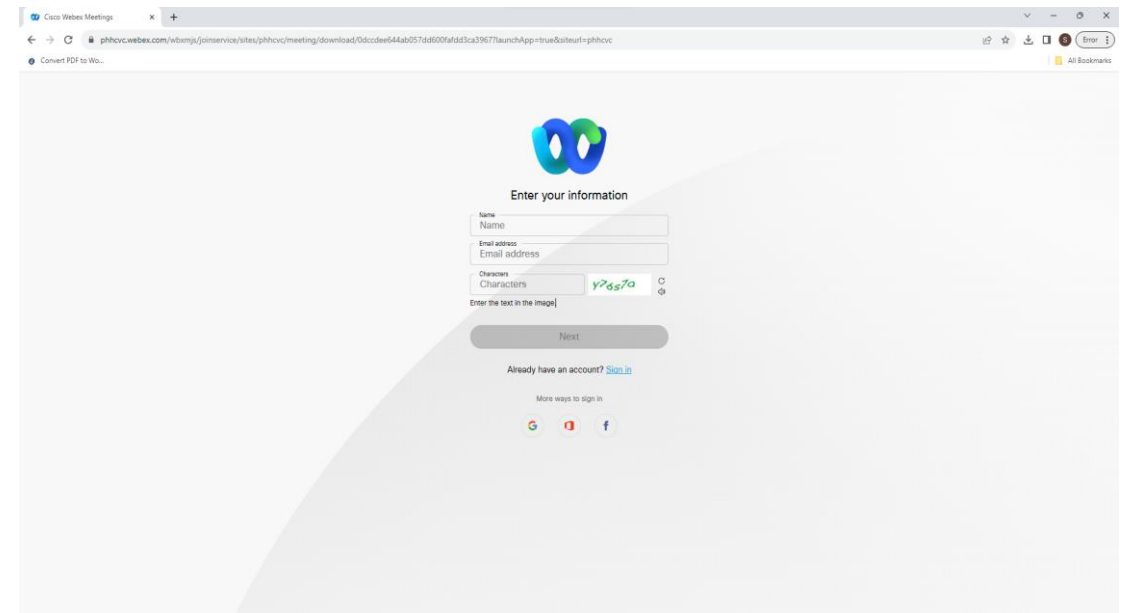 Cisco Webex Meetings
phhcvc.webex.com/wbxmjs/joinservice/sites/phhcvc/meeting/download/0dccdee644ab057dd600fafdd3ca3967?launchApp=true&siteurl=phhcvc
S Error
Convert PDF to Wo...
All Bookmarks
Enter your information
Name
Name
Email address
Email address
Characters
Characters
Enter the text in the image
Next
Already have an account? Sign in
More ways to sign in